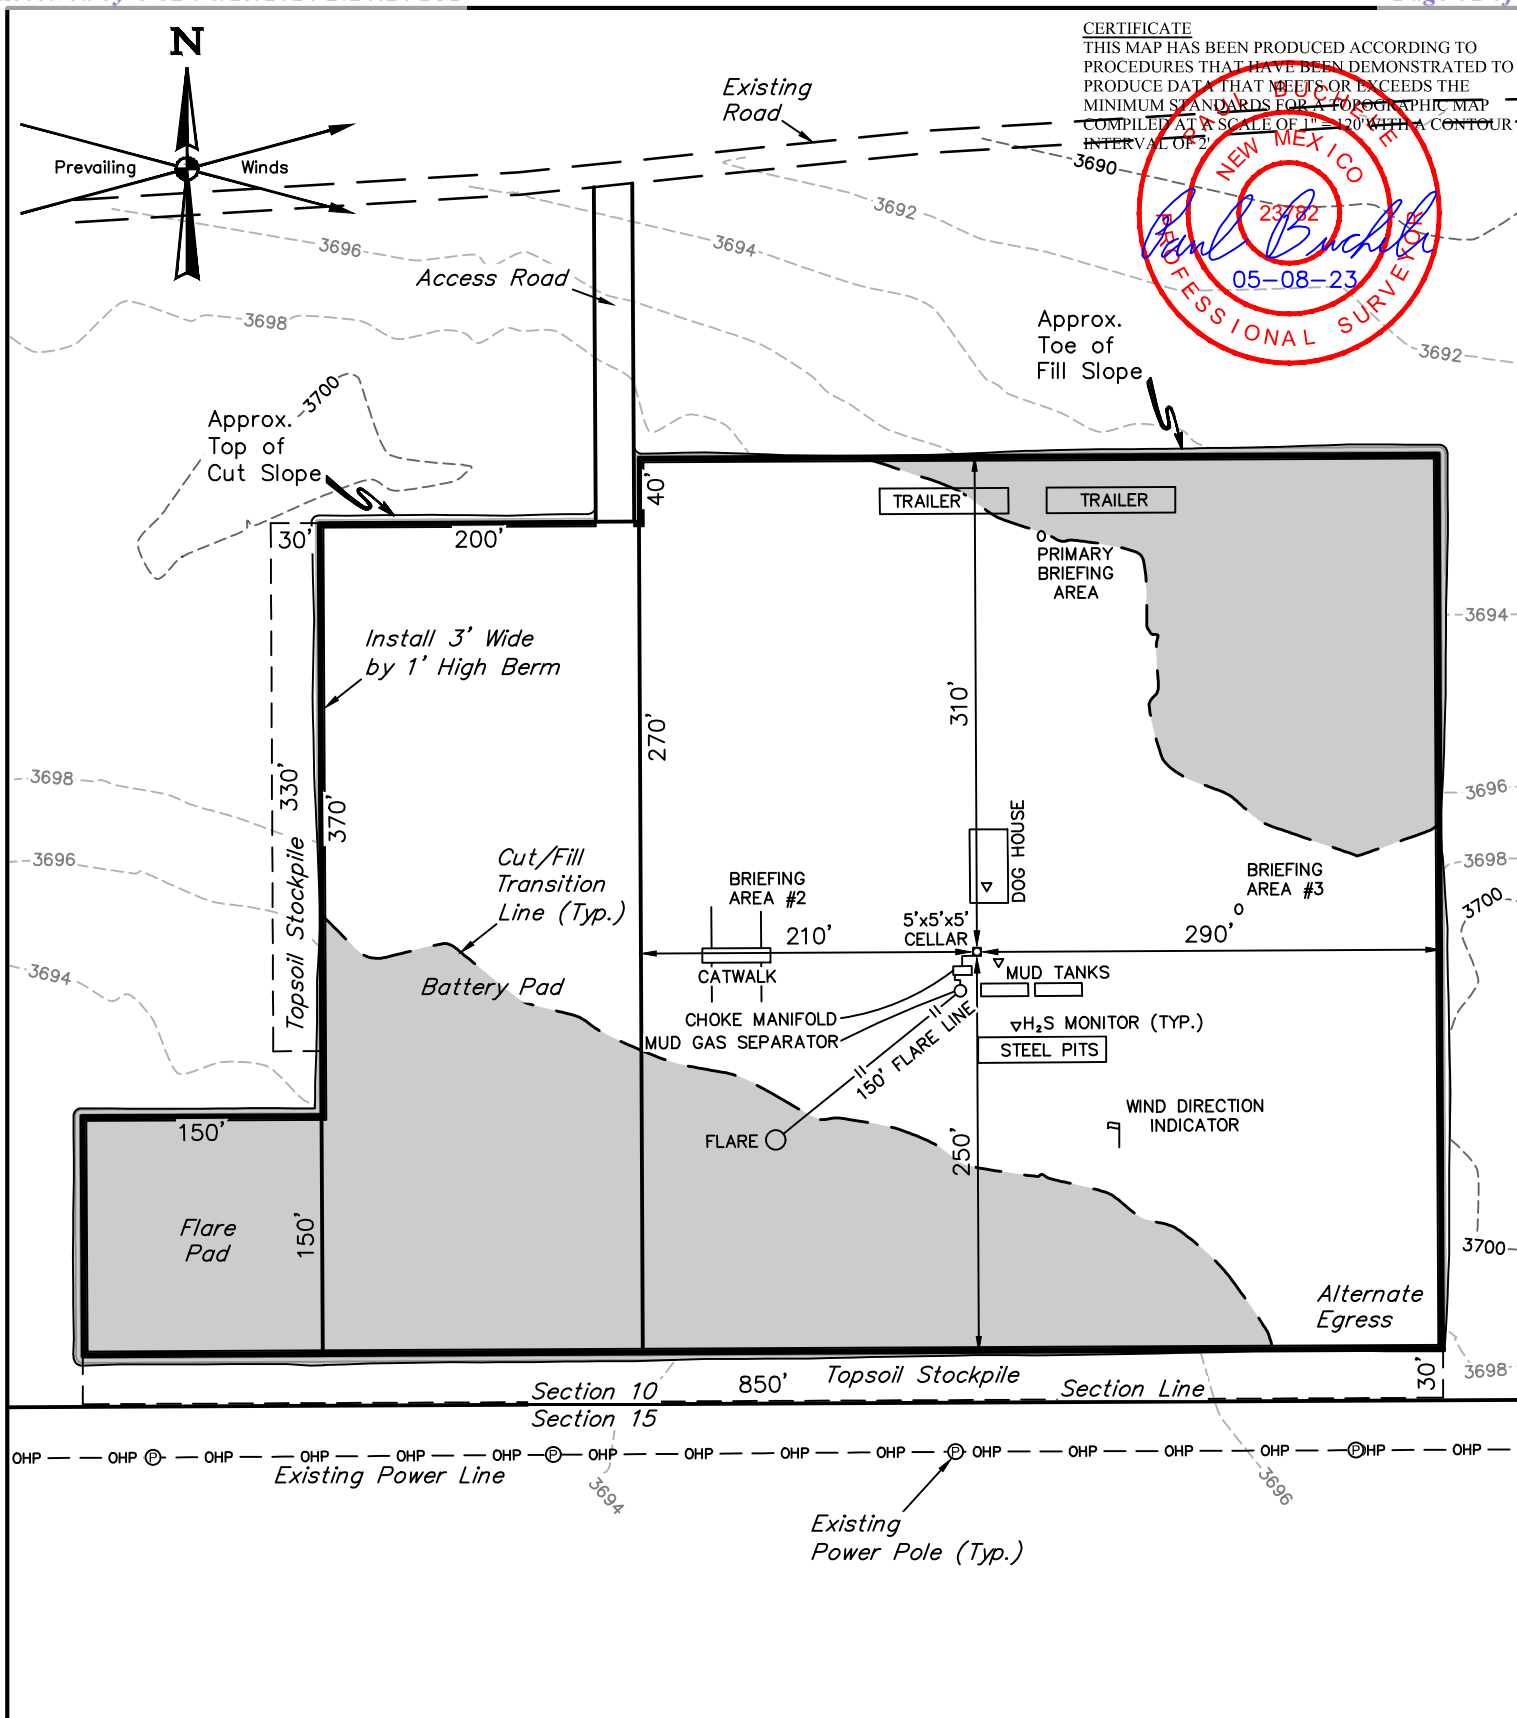 CERTIFICATE
THIS MAP HAS BEEN PRODUCED ACCORDING TO
PROCEDURES THAT HAVE BEEN DEMONSTRATED TO
PRODUCE DATA THAT MEETS OR EXCEEDS THE
MINIMUM STANDARDS FOR A TOPOGRAPHIC MAP
COMPILED AT A SCALE OF 1" = 120' WITH A CONTOUR
INTERVAL OF 2'.
PAUL BUCHELE
NEW MEXICO
23782
Paul Buchele
05-08-23
PROFESSIONAL SURVEYOR
N
Prevailing Winds
Existing
Road
3690
3692
3694
3696
3698
3692
3700
Access Road
Approx.
Toe of
Fill Slope
Approx.
Top of
Cut Slope
30'
200'
40'
TRAILER
TRAILER
PRIMARY
BRIEFING
AREA
3694
Install 3' Wide
by 1' High Berm
310'
270'
3698
3696
3694
330'
370'
Topsoil Stockpile
Cut/Fill
Transition
Line (Typ.)
Battery Pad
BRIEFING
AREA #2
DOG HOUSE
BRIEFING
AREA #3
3696
3698
3700
5'x5'x5'
CELLAR
210'
290'
CATWALK
MUD TANKS
CHOKE MANIFOLD
MUD GAS SEPARATOR
H₂S MONITOR (TYP.)
STEEL PITS
150' FLARE LINE
FLARE
WIND DIRECTION
INDICATOR
250'
150'
150'
Flare
Pad
3700
Alternate
Egress
30'
3698
Topsoil Stockpile
850'
Section 10
Section Line
Section 15
OHP OHP P OHP OHP OHP OHP P OHP OHP OHP OHP P OHP OHP OHP OHP P OHP OHP
Existing Power Line
3694
3696
Existing
Power Pole (Typ.)